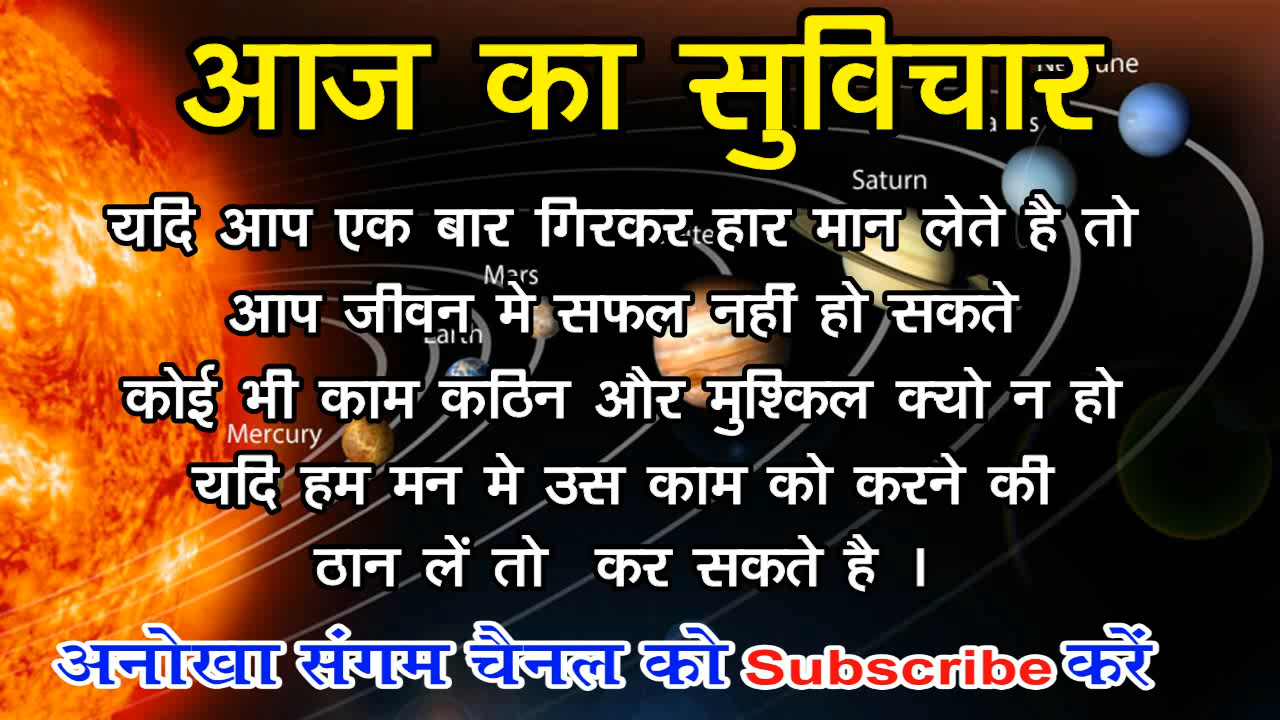 आज का सुविचार
यदि आप एक बार गिरकर हार मान लेते है तो
आप जीवन मे सफल नहीं हो सकते
कोई भी काम कठिन और मुश्किल क्यो न हो
यदि हम मन मे उस काम को करने की
ठान लें तो कर सकते है ।
अनोखा संगम चैनल को Subscribe करें
Saturn
Mars
Earth
Mercury